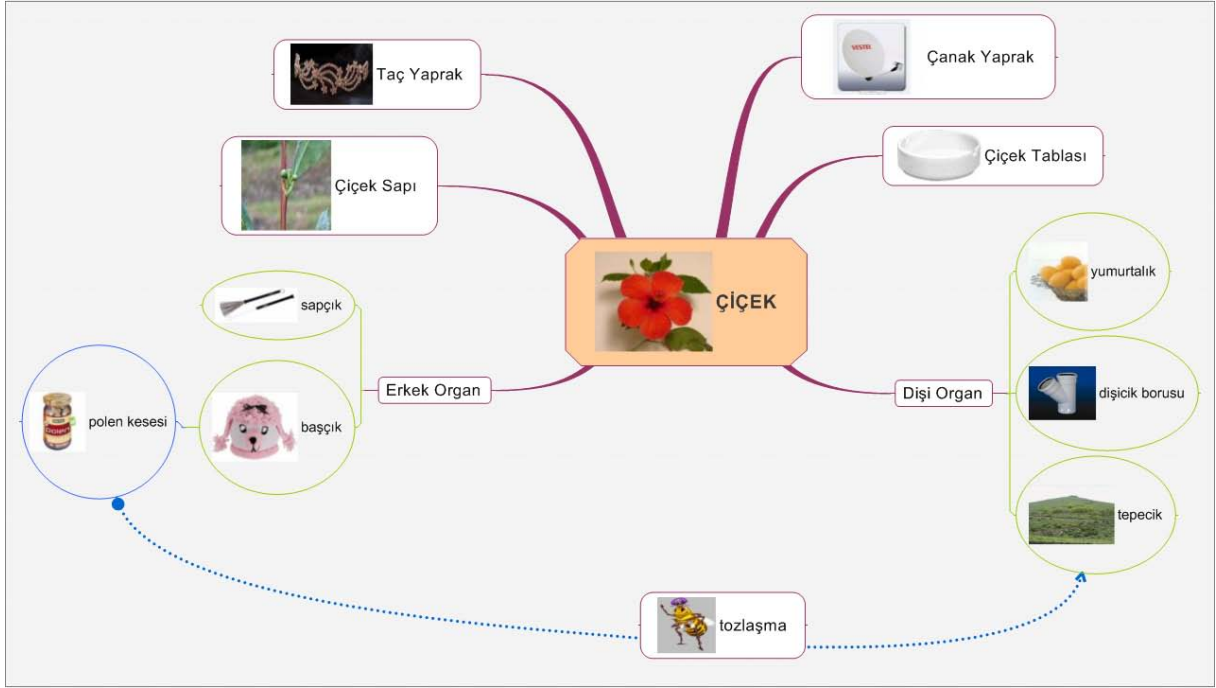 Taç Yaprak
VESTEL
Çanak Yaprak
Çiçek Sapı
Çiçek Tablası
ÇİÇEK
sapçık
yumurtalık
Erkek Organ
Dişi Organ
dişicik borusu
polen kesesi
başçık
tepecik
tozlaşma